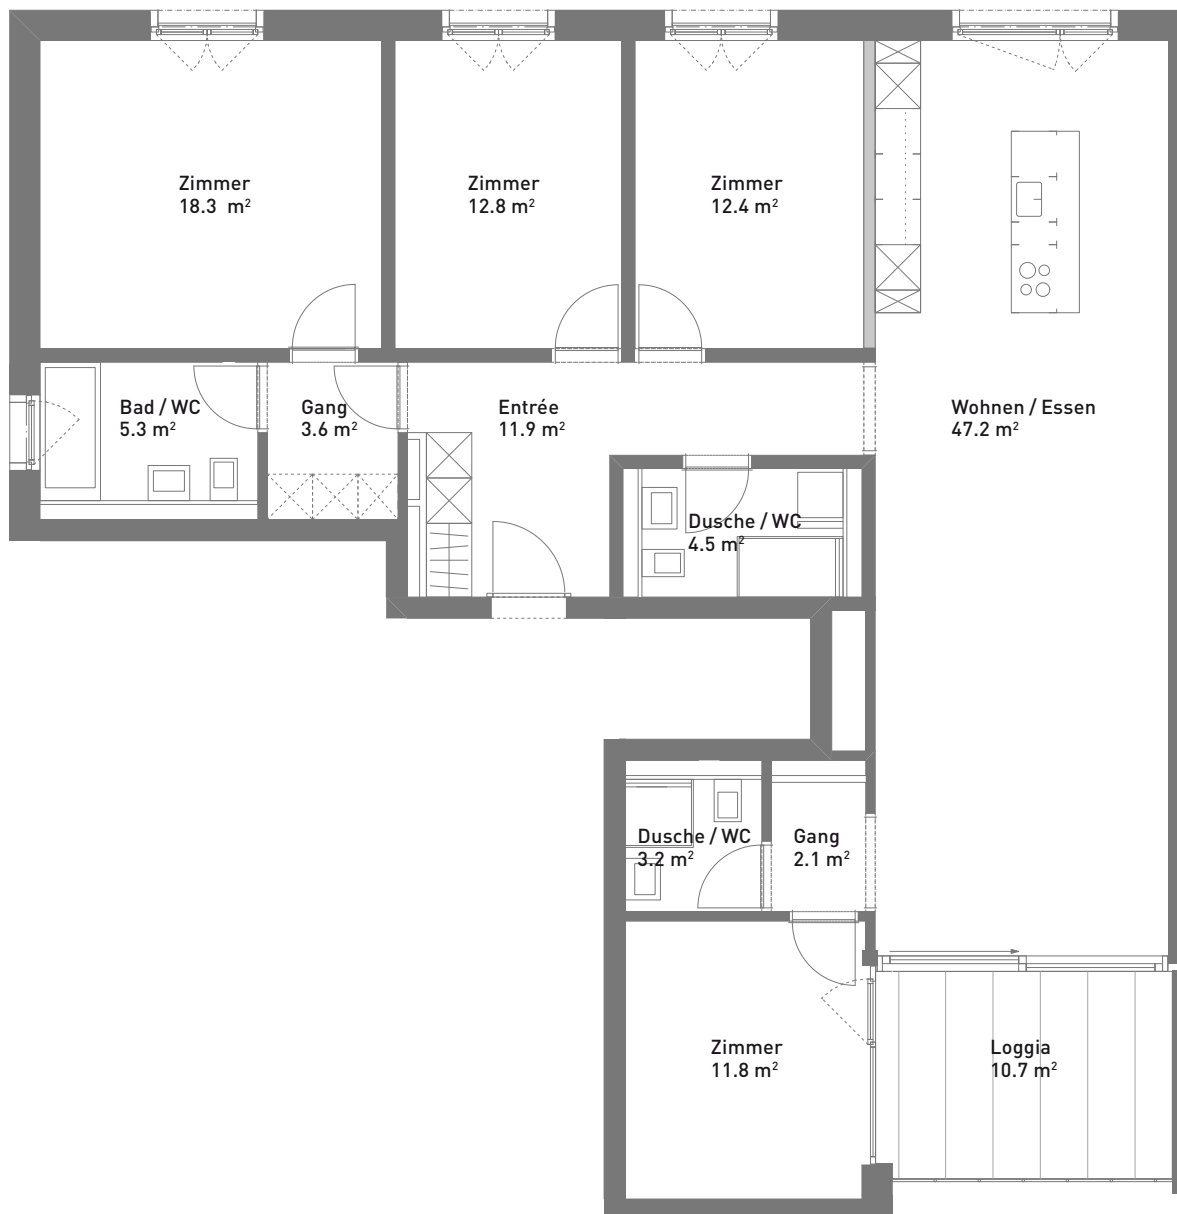 Zimmer
18.3 m²
Zimmer
12.8 m²
Zimmer
12.4 m²
Bad / WC
5.3 m²
Gang
3.6 m²
Entrée
11.9 m²
Wohnen / Essen
47.2 m²
Dusche / WC
4.5 m²
Dusche / WC
3.2 m²
Gang
2.1 m²
Zimmer
11.8 m²
Loggia
10.7 m²